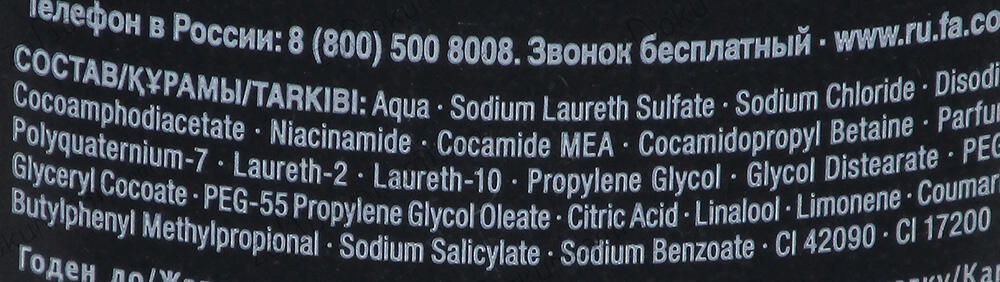 Телефон в России: 8 (800) 500 8008. Звонок бесплатный · www.ru.fa.co
СОСТАВ/ҚҰРАМЫ/TARKIBI: Aqua · Sodium Laureth Sulfate · Sodium Chloride · Disodi
Cocoamphodiacetate · Niacinamide · Cocamide MEA · Cocamidopropyl Betaine · Parfu
Polyquaternium-7 · Laureth-2 · Laureth-10 · Propylene Glycol · Glycol Distearate · PEG
Glyceryl Cocoate · PEG-55 Propylene Glycol Oleate · Citric Acid · Linalool · Limonene · Coumar
Butylphenyl Methylpropional · Sodium Salicylate · Sodium Benzoate · CI 42090 · CI 17200
Годен до/